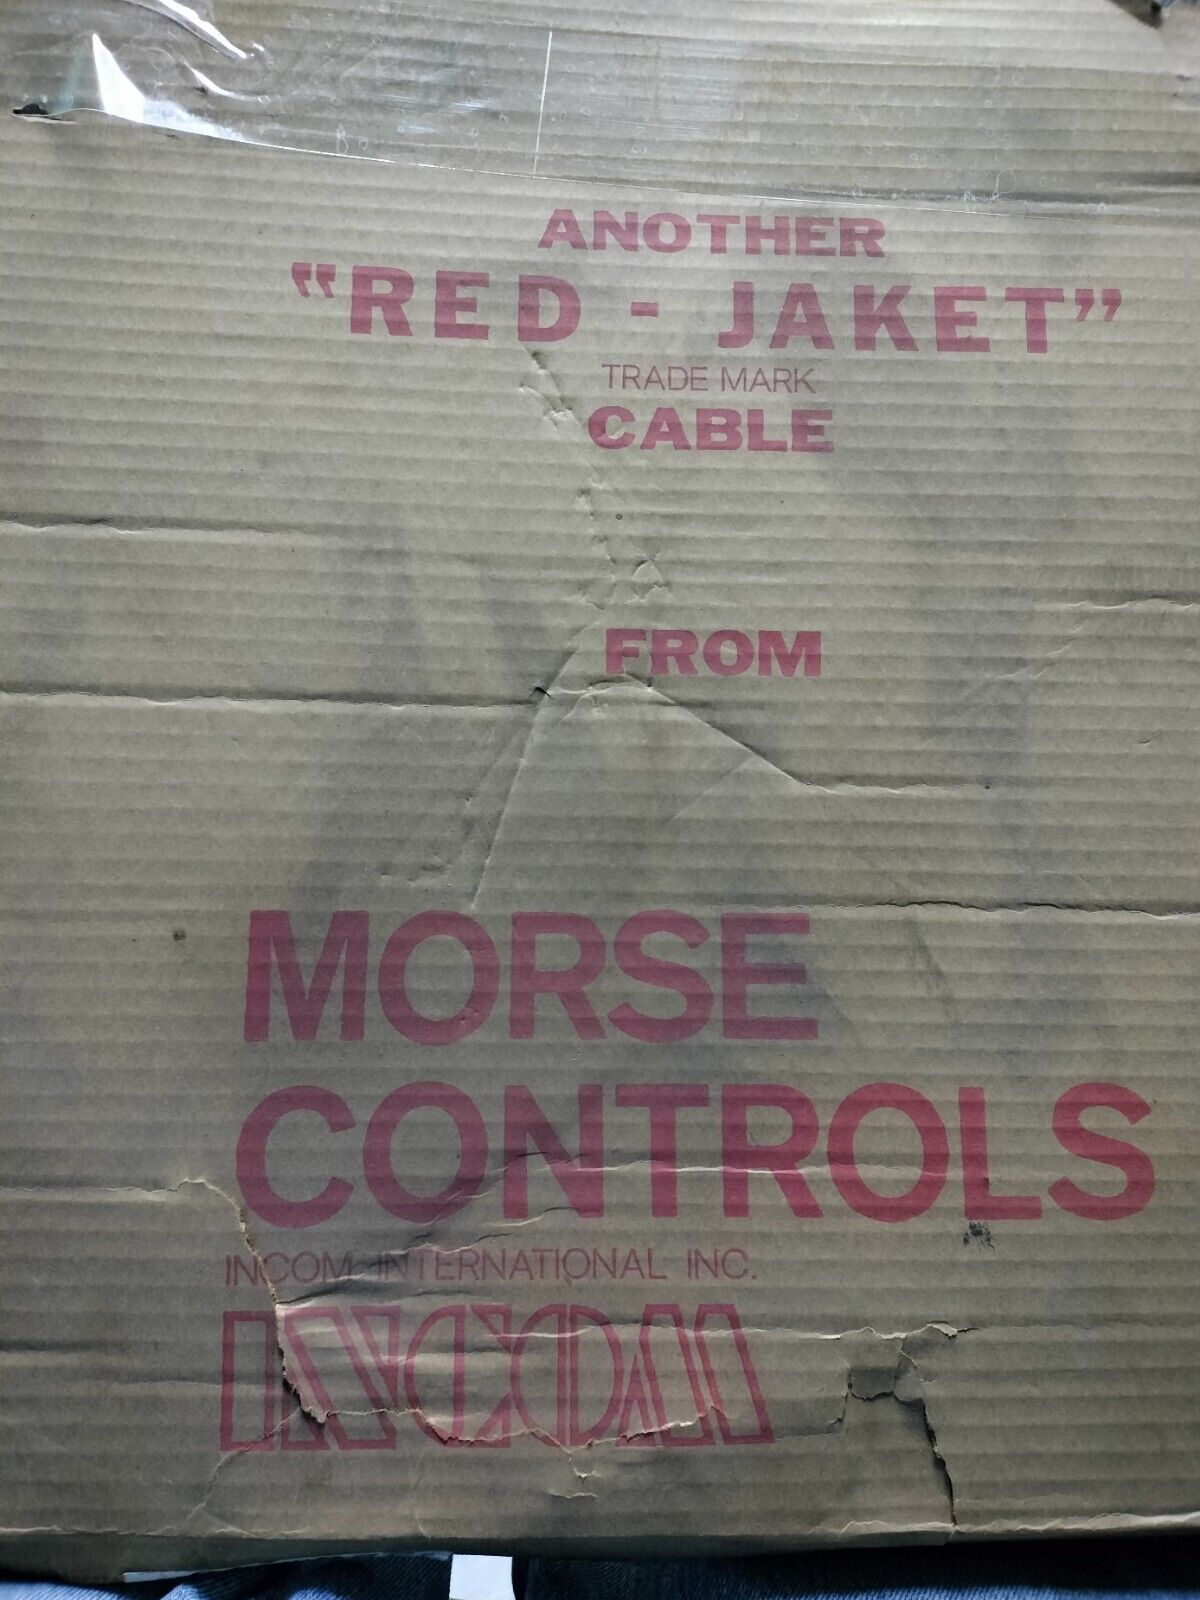 ANOTHER
"RED - JAKET"
TRADE MARK
CABLE
FROM
MORSE
CONTROLS
INCOM INTERNATIONAL INC.
INCOM